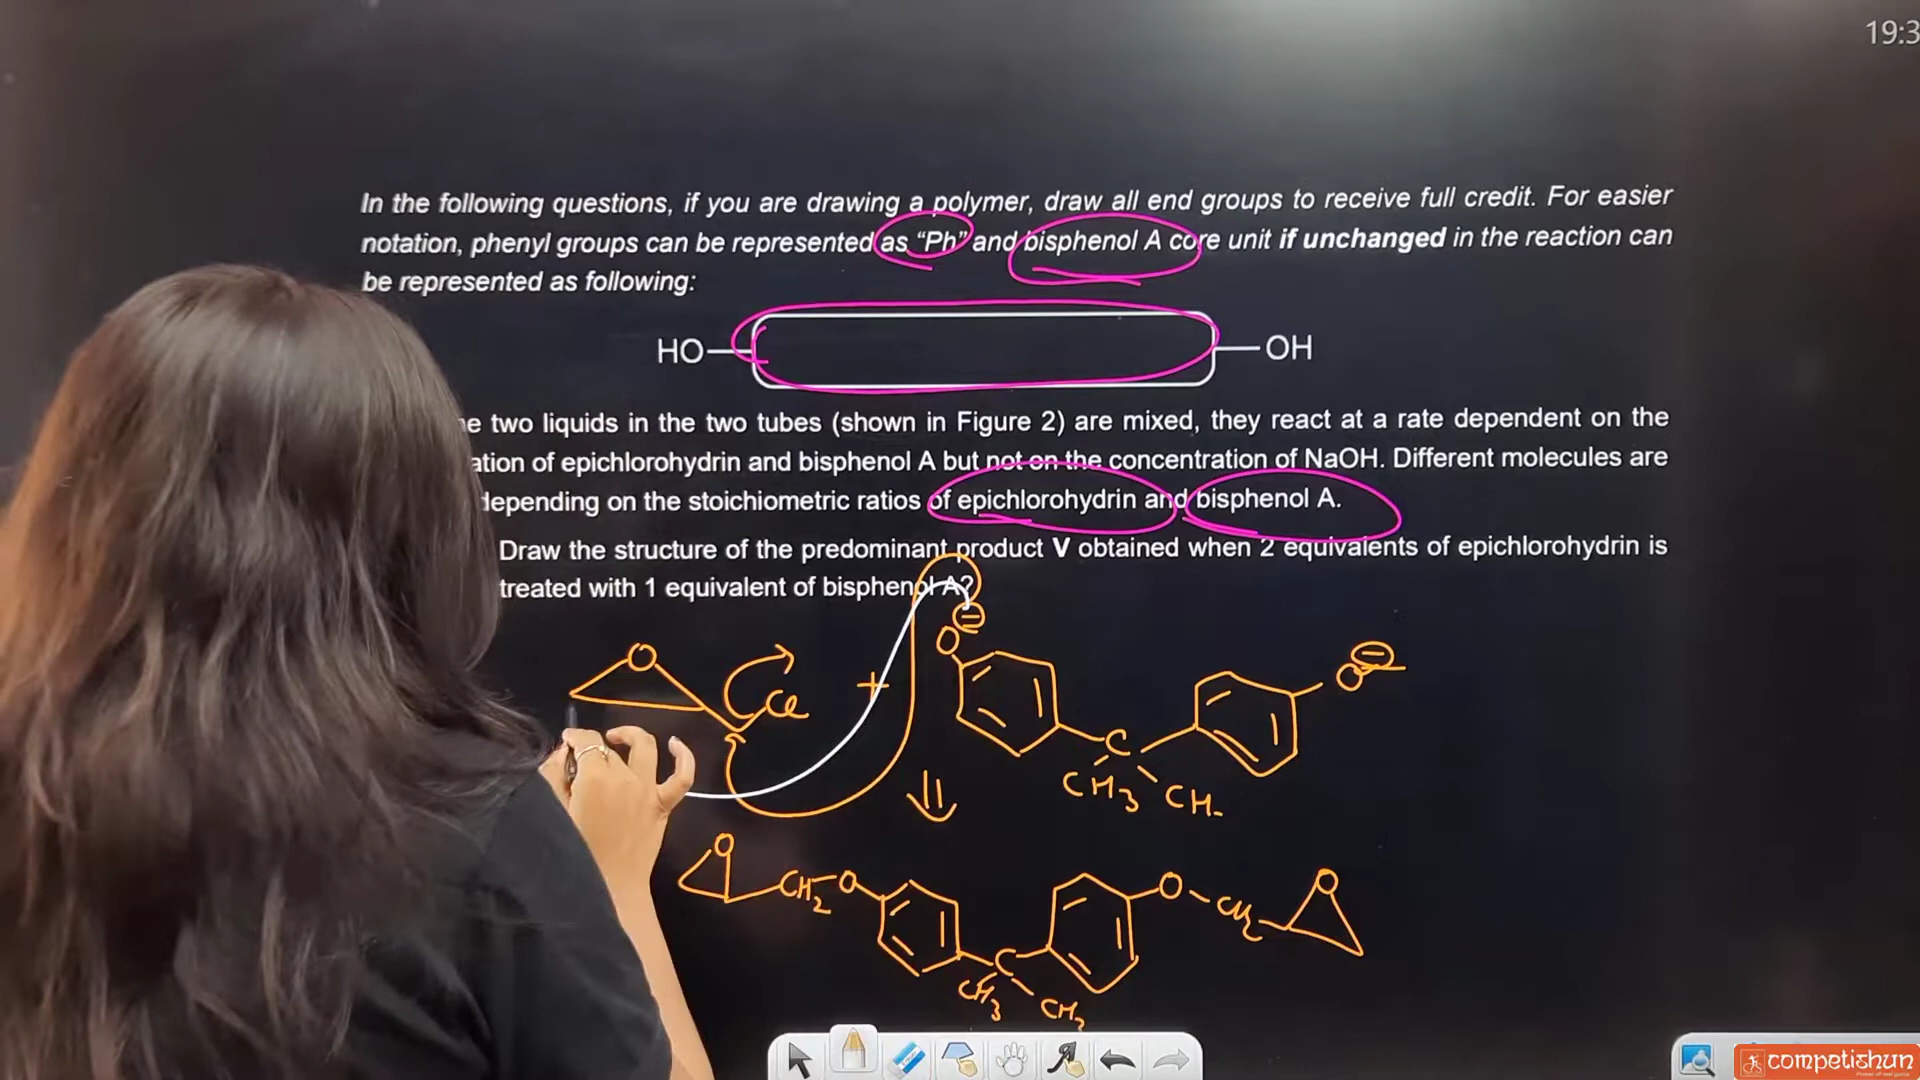 19:3
In the following questions, if you are drawing a polymer, draw all end groups to receive full credit. For easier
notation, phenyl groups can be represented as “Ph” and bisphenol A core unit if unchanged in the reaction can
be represented as following:
HO OH
two liquids in the two tubes (shown in Figure 2) are mixed, they react at a rate dependent on the
of epichlorohydrin and bisphenol A but not on the concentration of NaOH. Different molecules are
depending on the stoichiometric ratios of epichlorohydrin and bisphenol A.
Draw the structure of the predominant product V obtained when 2 equivalents of epichlorohydrin is
treated with 1 equivalent of bisphenol A?
O Cl + O⊖ O⊖
C
CH3 CH
O CH2 O O CH2 O
C
CH3 CH3
competishun